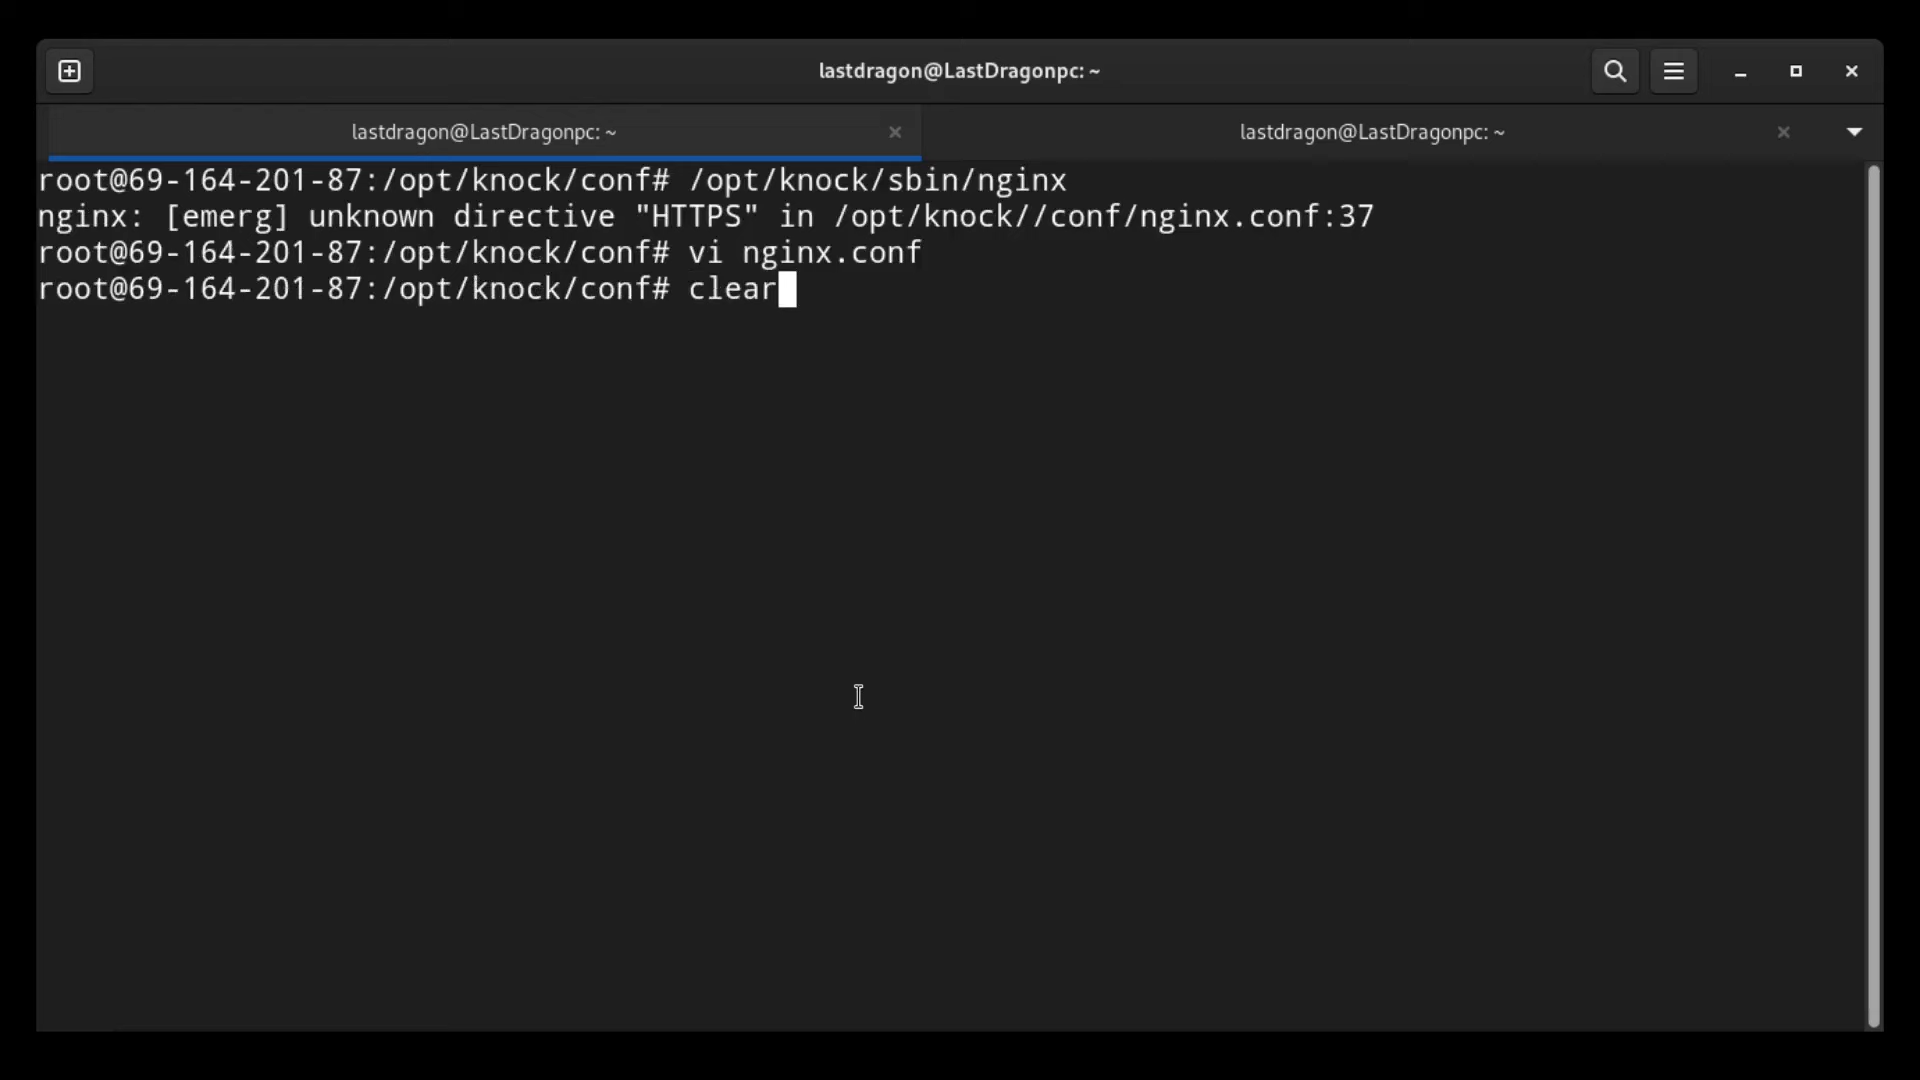 lastdragon@LastDragonpc: ~
lastdragon@LastDragonpc: ~
lastdragon@LastDragonpc: ~
root@69-164-201-87:/opt/knock/conf# /opt/knock/sbin/nginx
nginx: [emerg] unknown directive "HTTPS" in /opt/knock//conf/nginx.conf:37
root@69-164-201-87:/opt/knock/conf# vi nginx.conf
root@69-164-201-87:/opt/knock/conf# clear